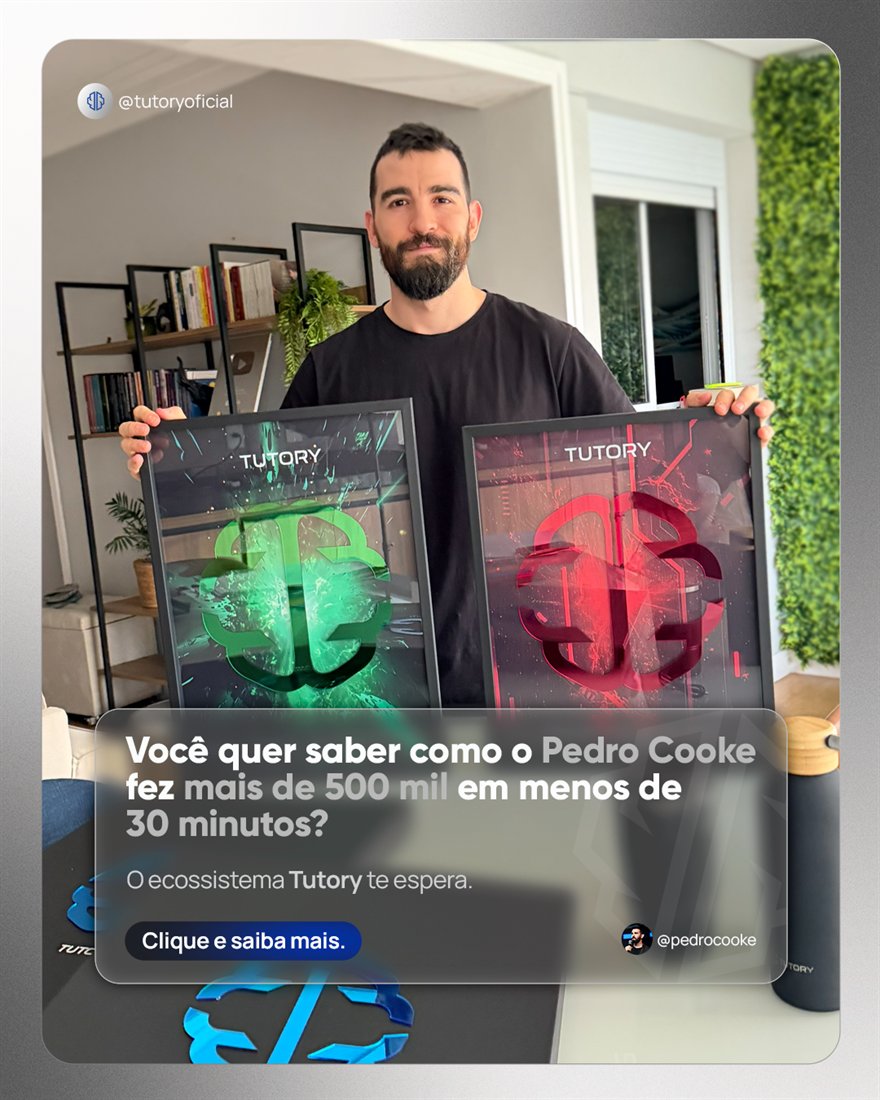 @tutoryoficial
TUTORY
TUTORY
Você quer saber como o Pedro Cooke
fez mais de 500 mil em menos de
30 minutos?
O ecossistema Tutory te espera.
Clique e saiba mais.
@pedrocooke